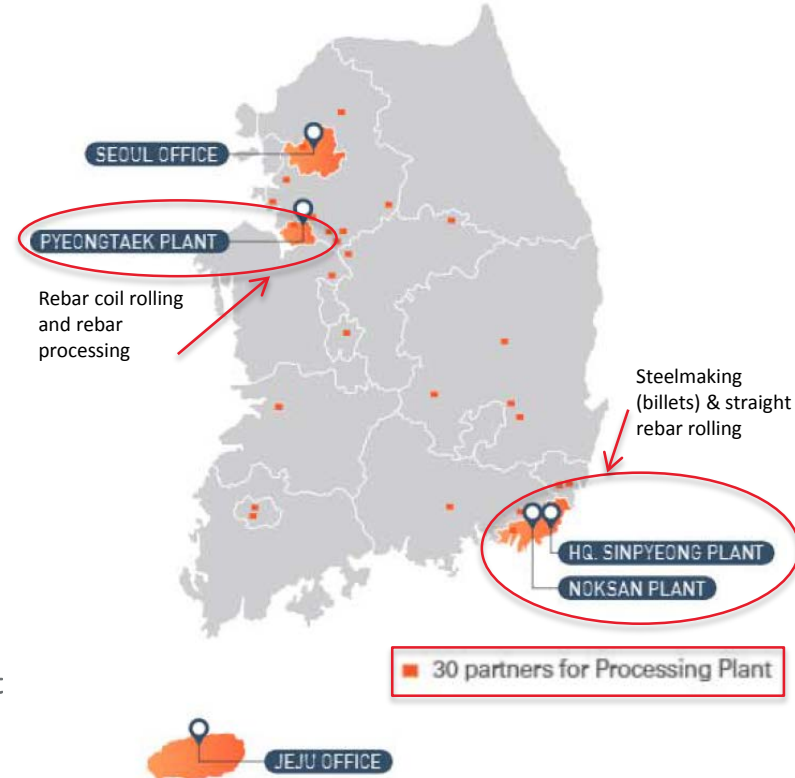 SEOUL OFFICE
PYEONGTAEK PLANT
Rebar coil rolling
and rebar
processing
Steelmaking
(billets) & straight
rebar rolling
HQ. SINPYEONG PLANT
NOKSAN PLANT
30 partners for Processing Plant
t
JEJU OFFICE